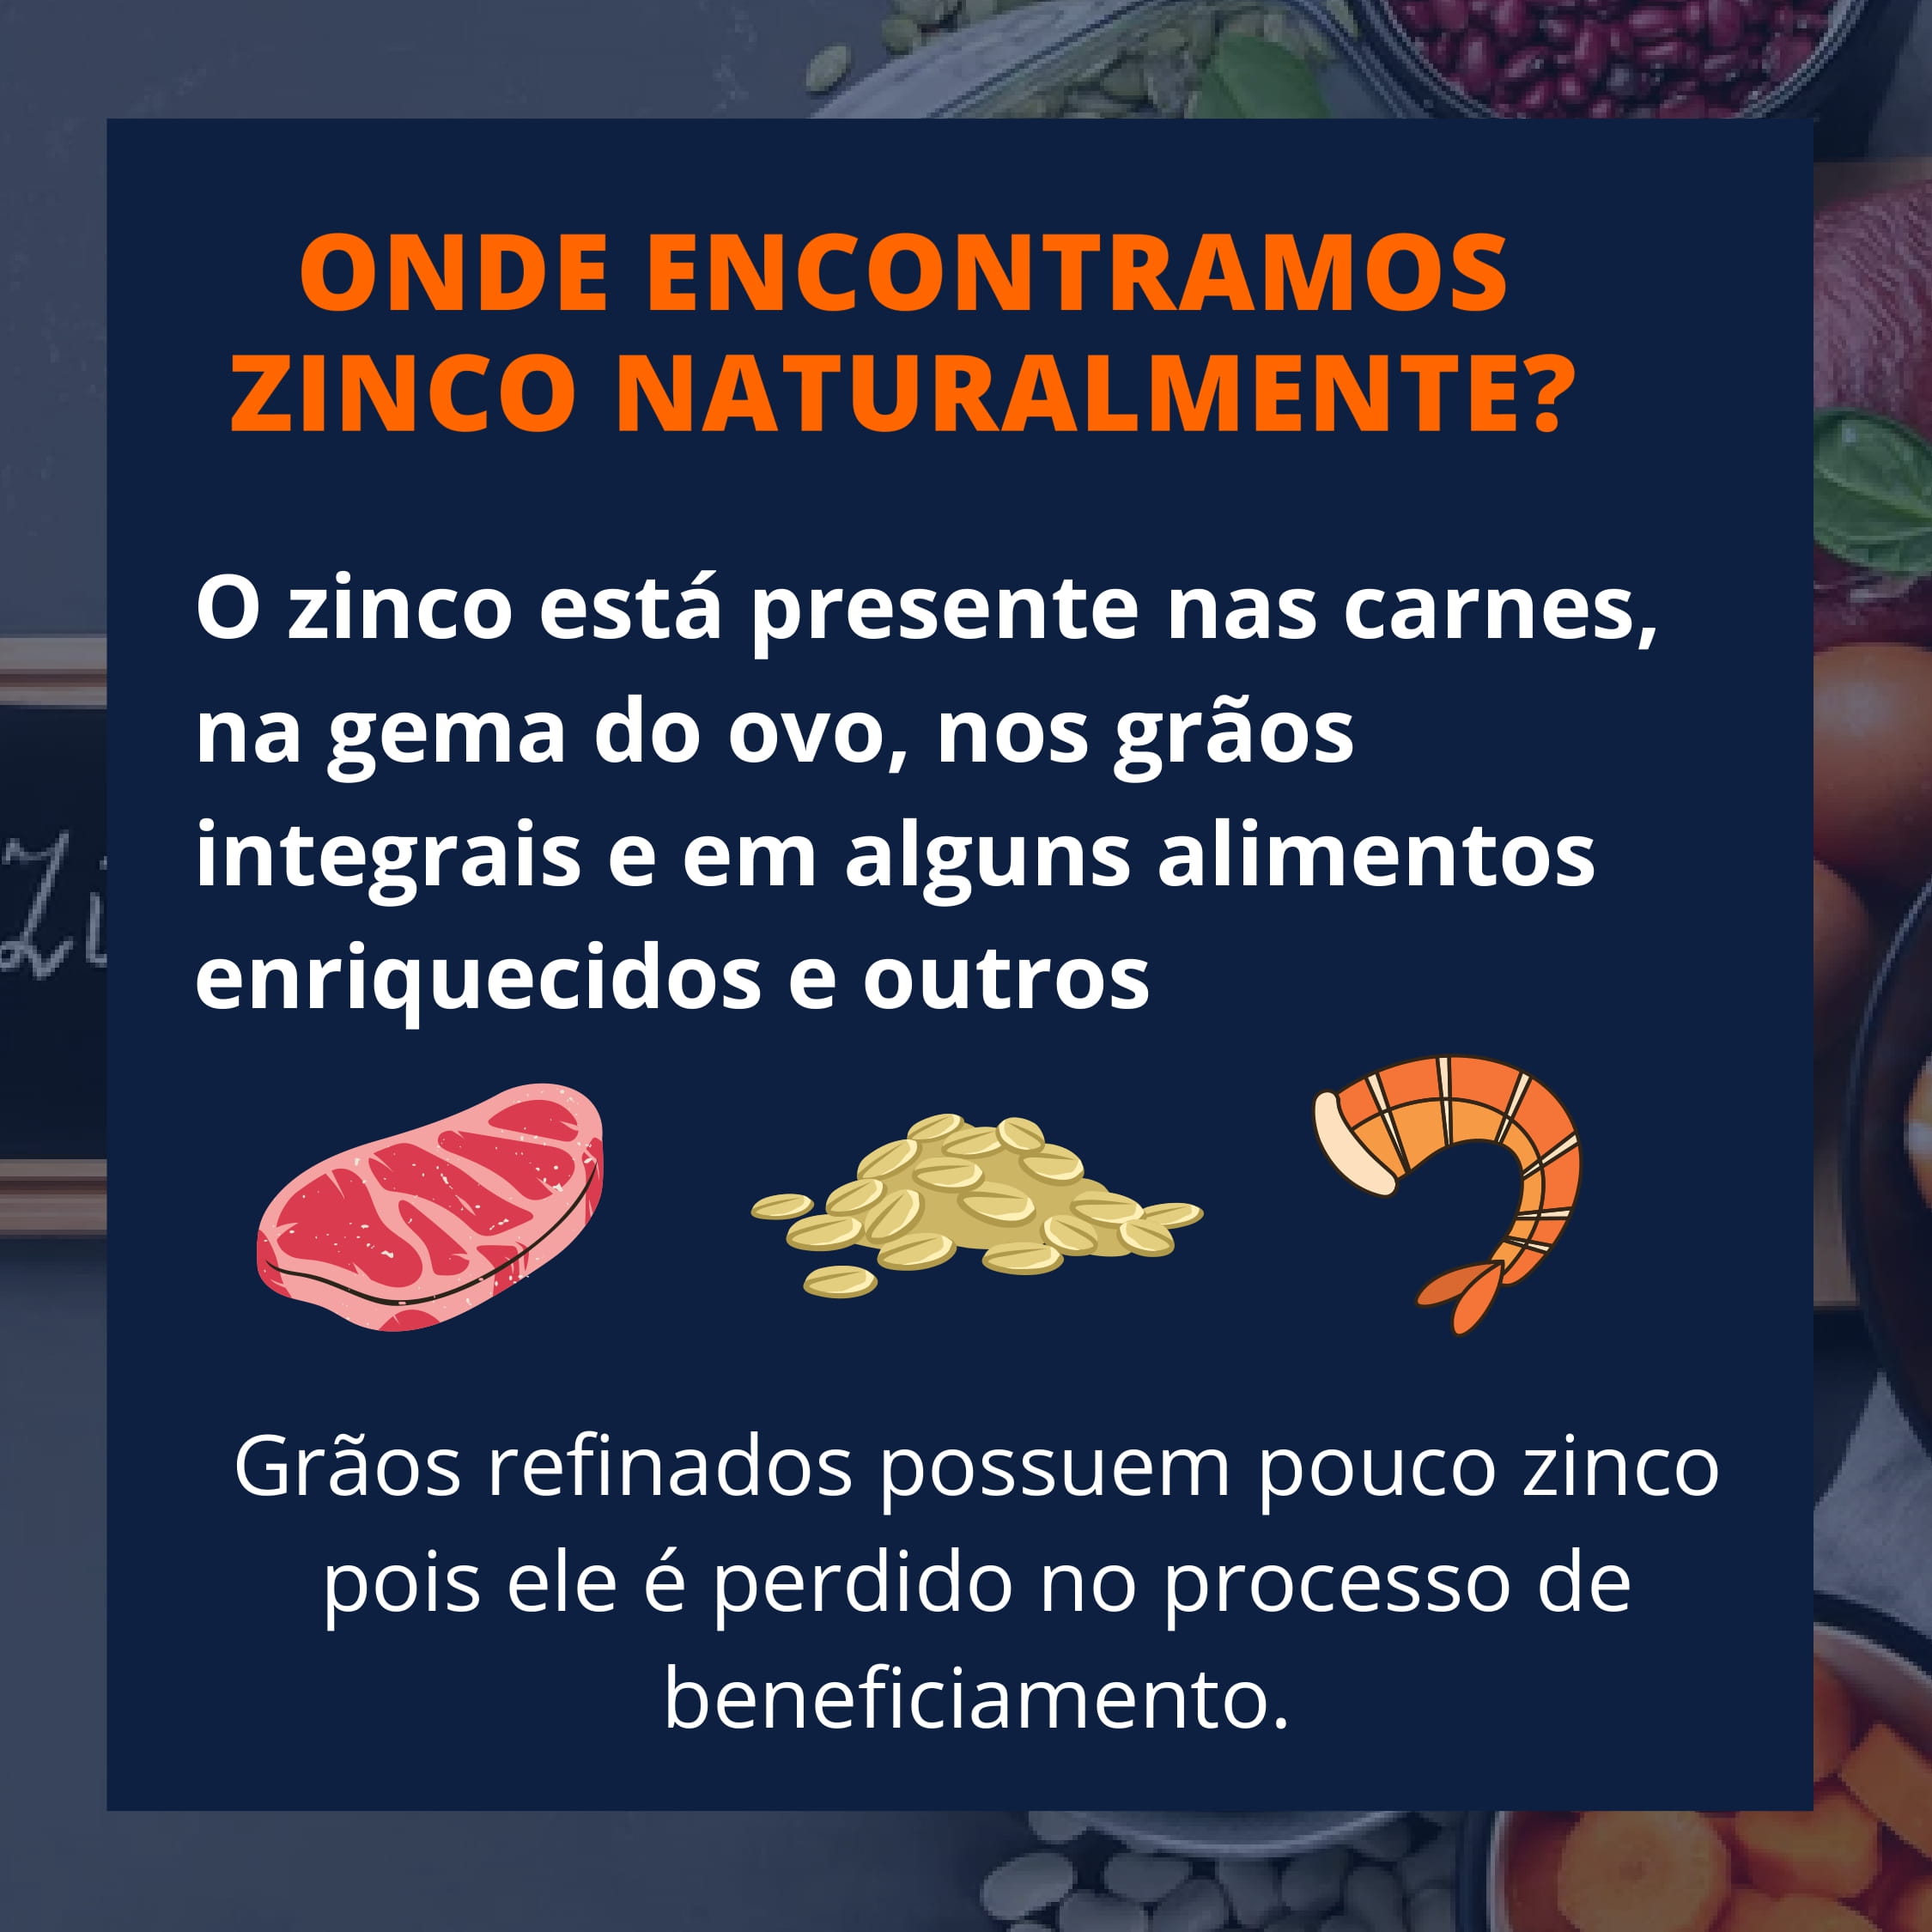 ONDE ENCONTRAMOS
ZINCO NATURALMENTE?
O zinco está presente nas carnes,
na gema do ovo, nos grãos
integrais e em alguns alimentos
enriquecidos e outros
Zi
Grãos refinados possuem pouco zinco
pois ele é perdido no processo de
beneficiamento.